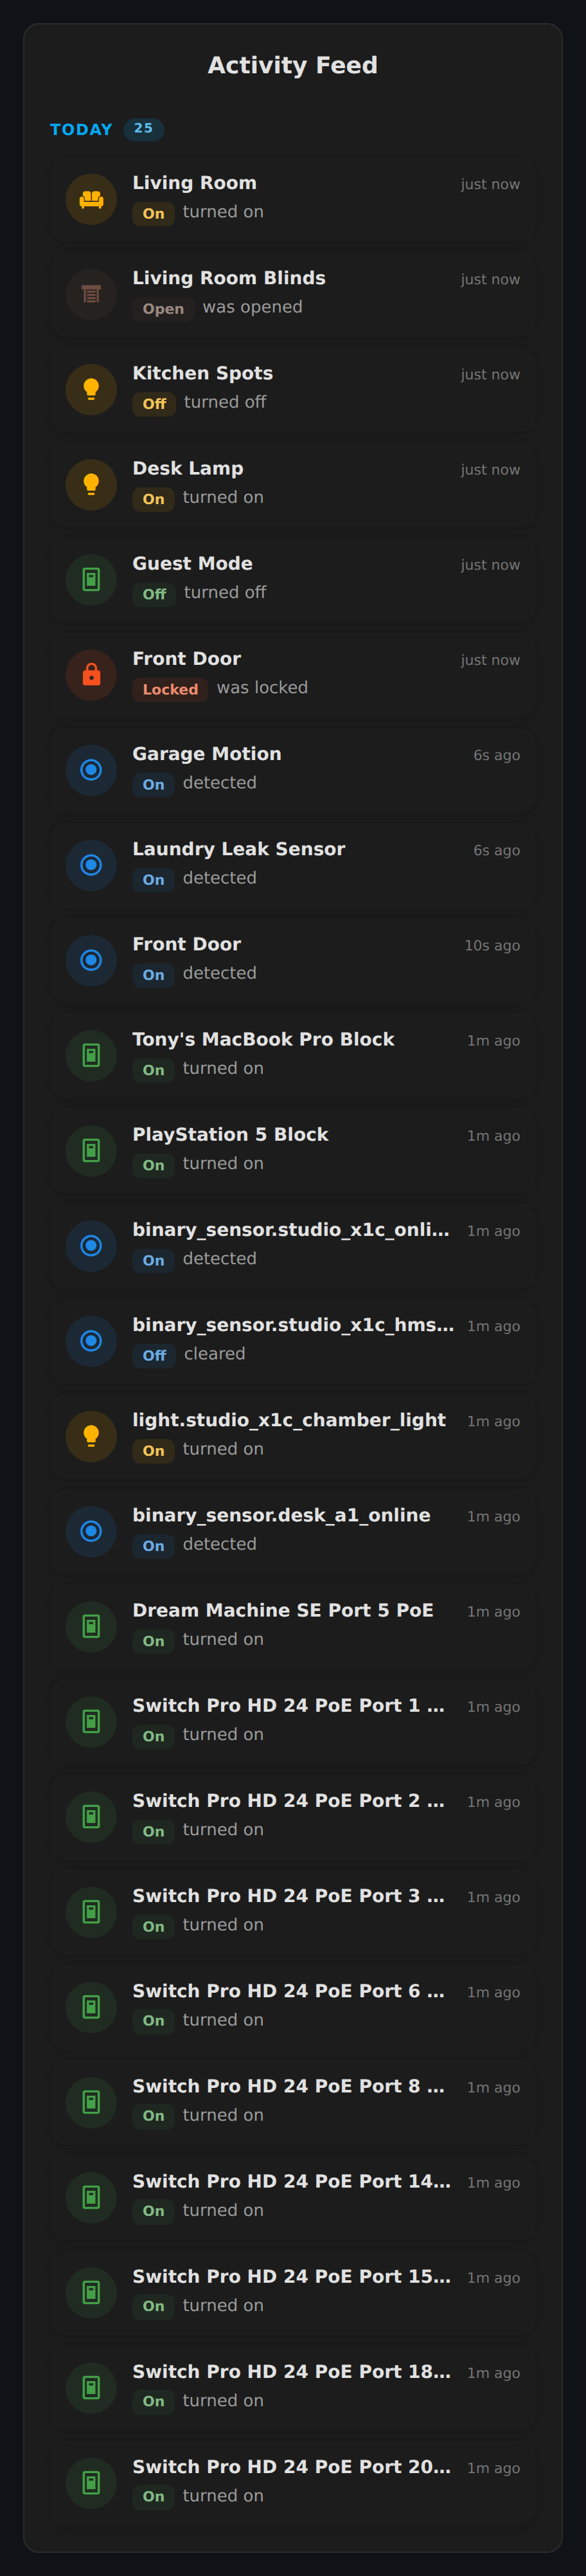 Activity Feed
TODAY 25
Living Room just now
On turned on
Living Room Blinds just now
Open was opened
Kitchen Spots just now
Off turned off
Desk Lamp just now
On turned on
Guest Mode just now
Off turned off
Front Door just now
Locked was locked
Garage Motion 6s ago
On detected
Laundry Leak Sensor 6s ago
On detected
Front Door 10s ago
On detected
Tony's MacBook Pro Block 1m ago
On turned on
PlayStation 5 Block 1m ago
On turned on
binary_sensor.studio_x1c_onli... 1m ago
On detected
binary_sensor.studio_x1c_hms... 1m ago
Off cleared
light.studio_x1c_chamber_light 1m ago
On turned on
binary_sensor.desk_a1_online 1m ago
On detected
Dream Machine SE Port 5 PoE 1m ago
On turned on
Switch Pro HD 24 PoE Port 1 ... 1m ago
On turned on
Switch Pro HD 24 PoE Port 2 ... 1m ago
On turned on
Switch Pro HD 24 PoE Port 3 ... 1m ago
On turned on
Switch Pro HD 24 PoE Port 6 ... 1m ago
On turned on
Switch Pro HD 24 PoE Port 8 ... 1m ago
On turned on
Switch Pro HD 24 PoE Port 14... 1m ago
On turned on
Switch Pro HD 24 PoE Port 15... 1m ago
On turned on
Switch Pro HD 24 PoE Port 18... 1m ago
On turned on
Switch Pro HD 24 PoE Port 20... 1m ago
On turned on